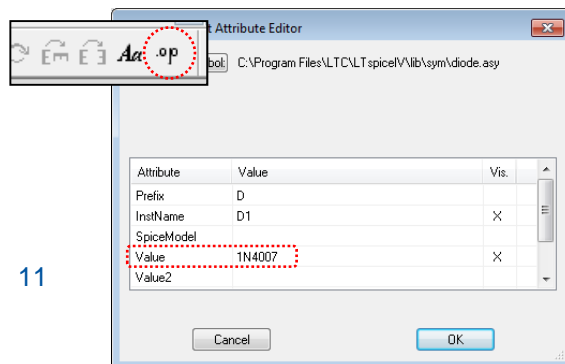 t Attribute Editor
Aa .op
bol: C:\Program Files\LTC\LTspiceIV\lib\sym\diode.asy
Attribute Value Vis.
Prefix D
InstName D1 X
SpiceModel
Value 1N4007 X
Value2
11
Cancel OK